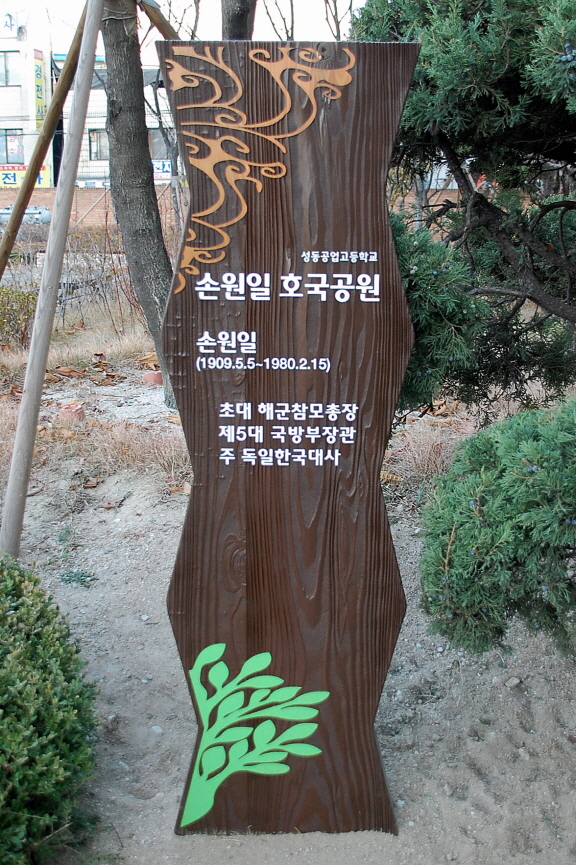 성동공업고등학교
손원일 호국공원
손원일
(1909.5.5~1980.2.15)
초대 해군참모총장
제5대 국방부장관
주 독일한국대사